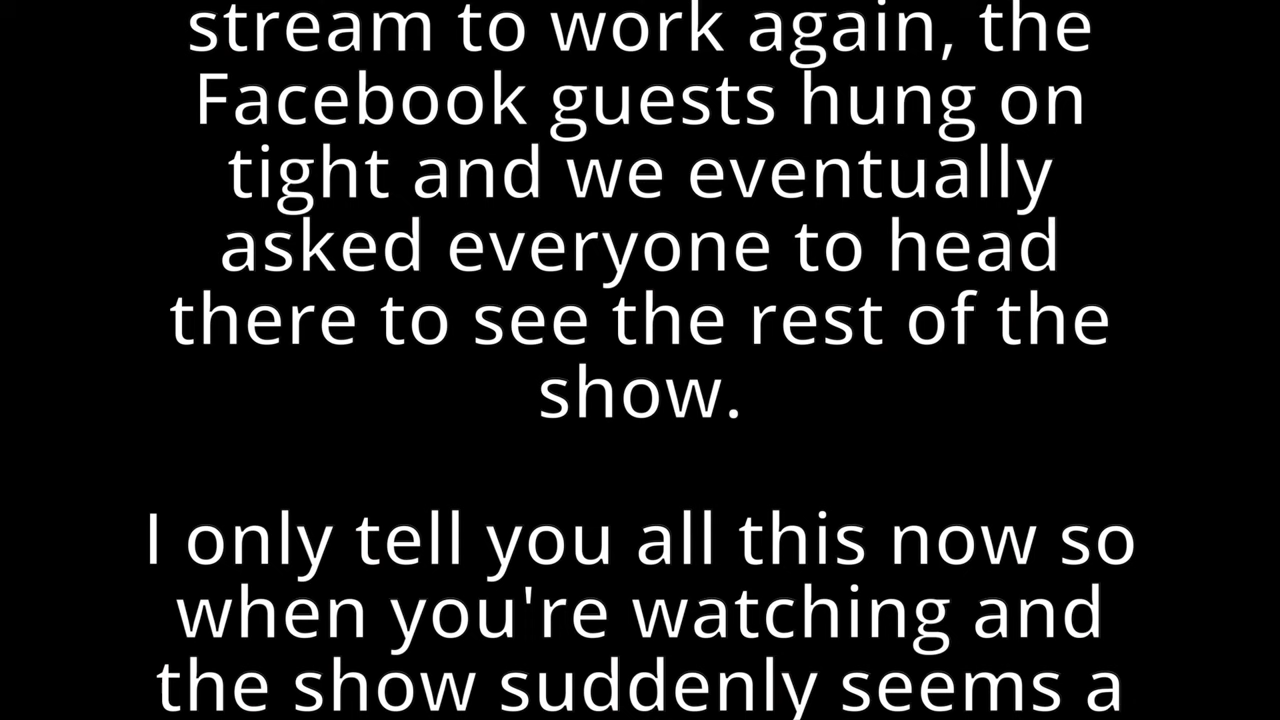 stream to work again, the
Facebook guests hung on
tight and we eventually
asked everyone to head
there to see the rest of the
show.
I only tell you all this now so
when you're watching and
the show suddenly seems a